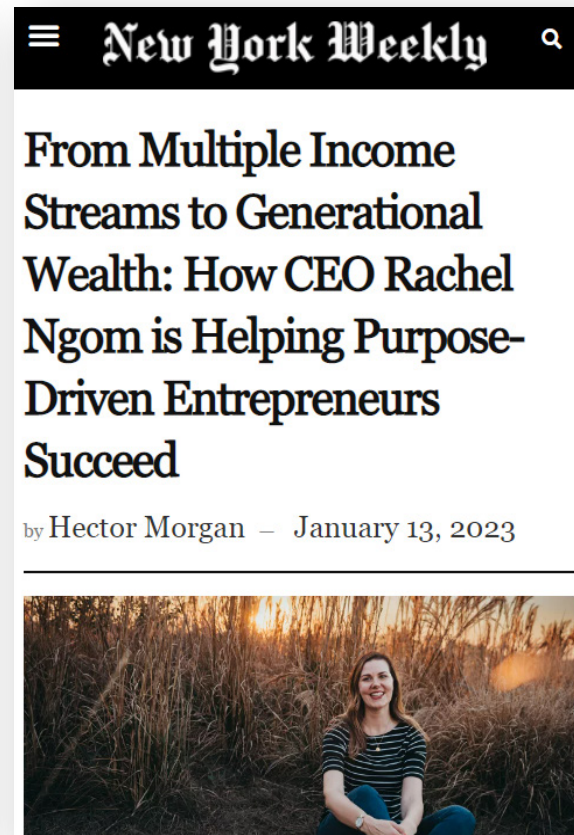 New York Weekly
From Multiple Income
Streams to Generational
Wealth: How CEO Rachel
Ngom is Helping Purpose-
Driven Entrepreneurs
Succeed
by Hector Morgan – January 13, 2023